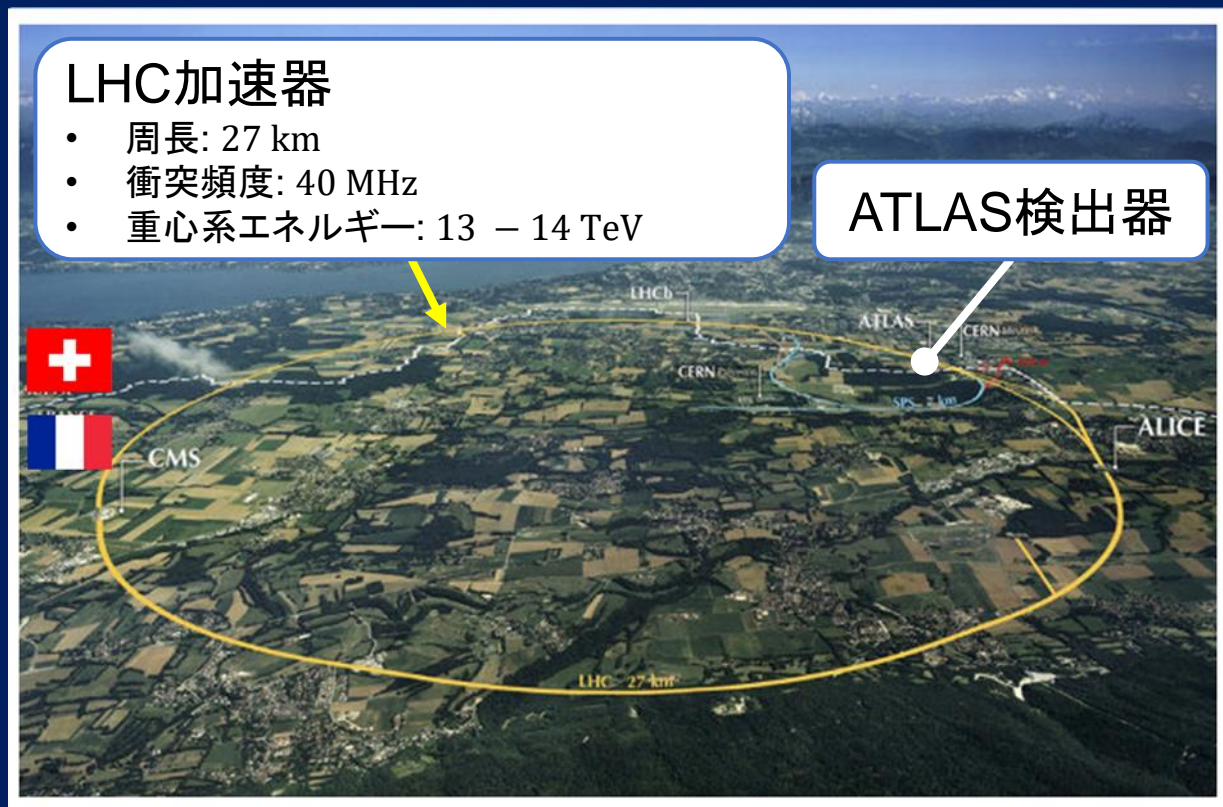 LHC加速器
• 周長: 27 km
• 衝突頻度: 40 MHz
• 重心系エネルギー: 13 − 14 TeV
ATLAS検出器
LHCb
ATLAS
CERN
CERN
SPS 7 km
ALICE
CMS
LHC 27 km